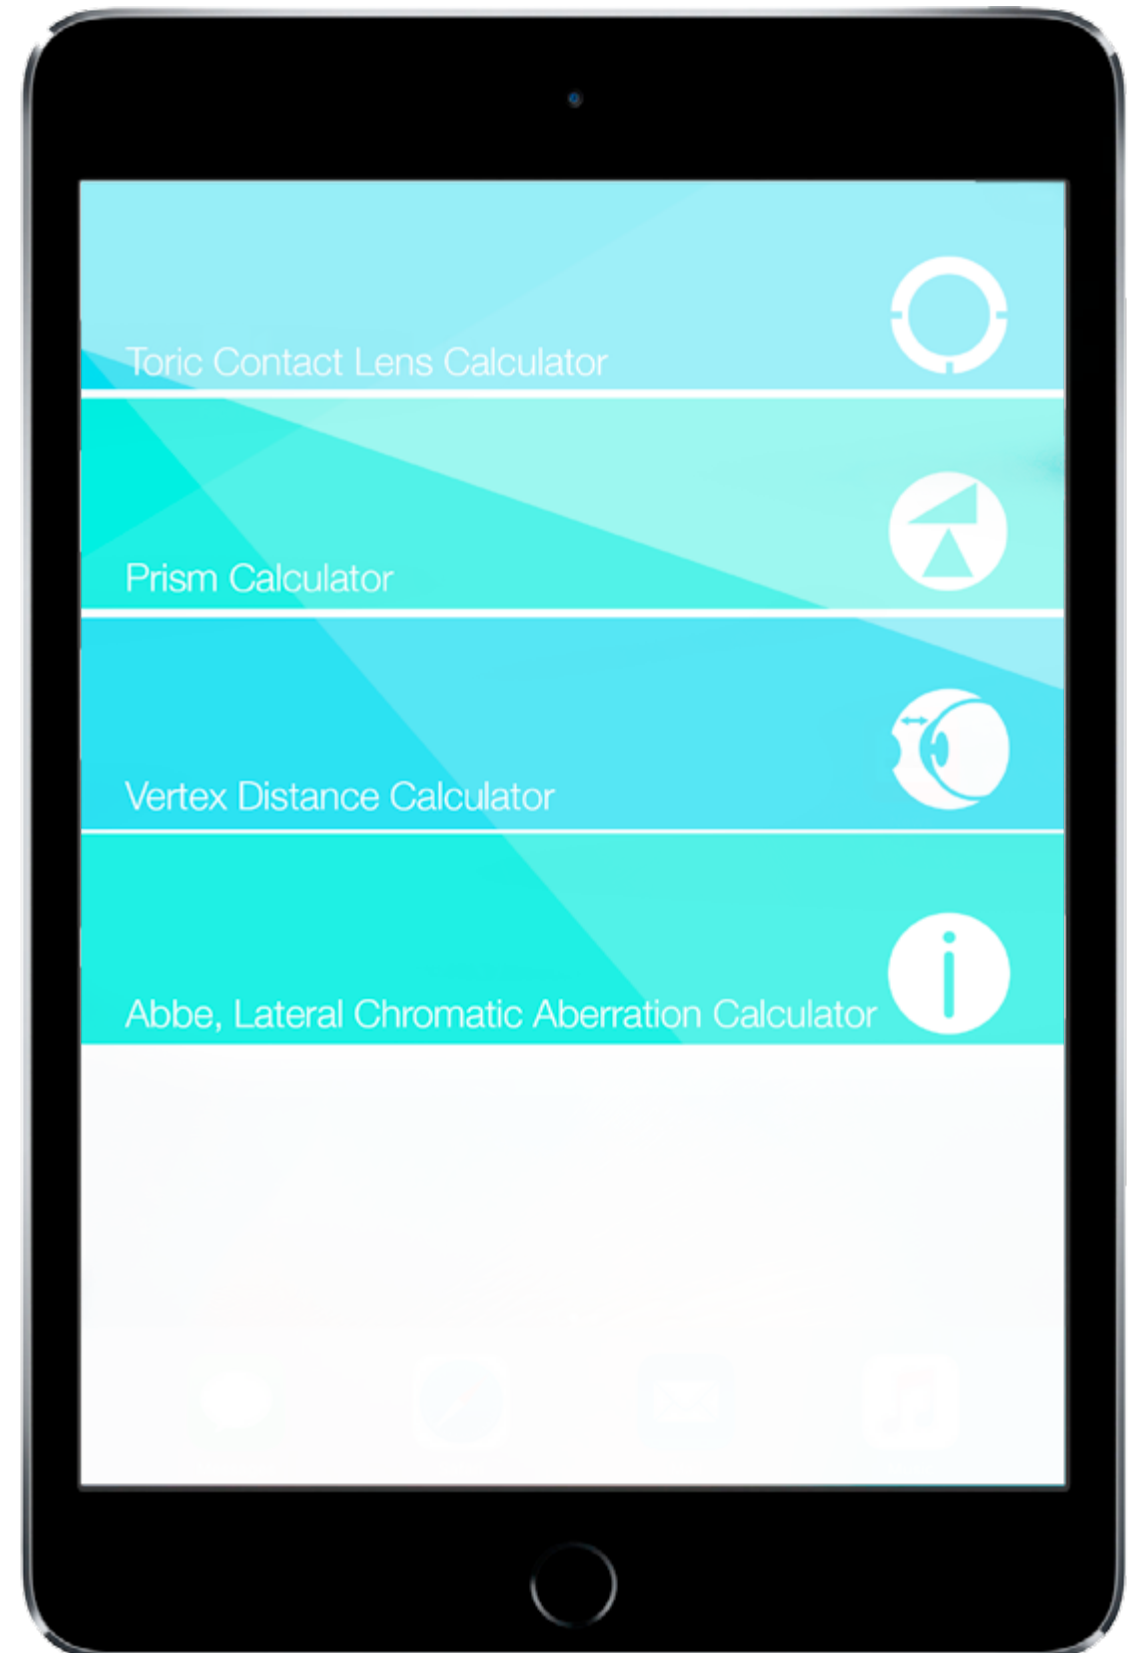 Toric Contact Lens Calculator
Prism Calculator
Vertex Distance Calculator
Abbe, Lateral Chromatic Aberration Calculator